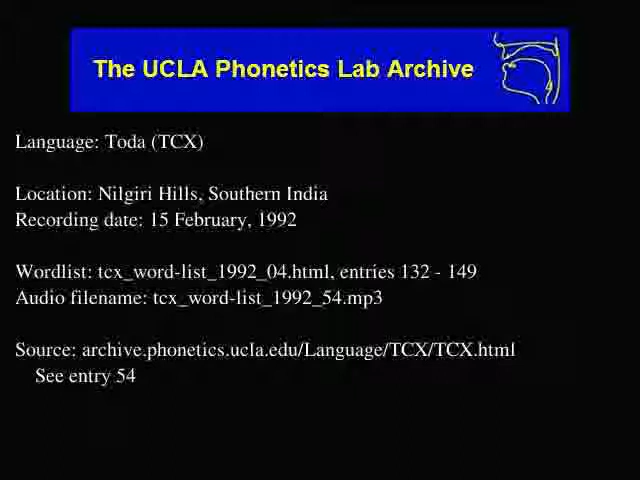 The UCLA Phonetics Lab Archive
Language: Toda (TCX)
Location: Nilgiri Hills, Southern India
Recording date: 15 February, 1992
Wordlist: tcx_word-list_1992_04.html, entries 132 - 149
Audio filename: tcx_word-list_1992_54.mp3
Source: archive.phonetics.ucla.edu/Language/TCX/TCX.html
See entry 54